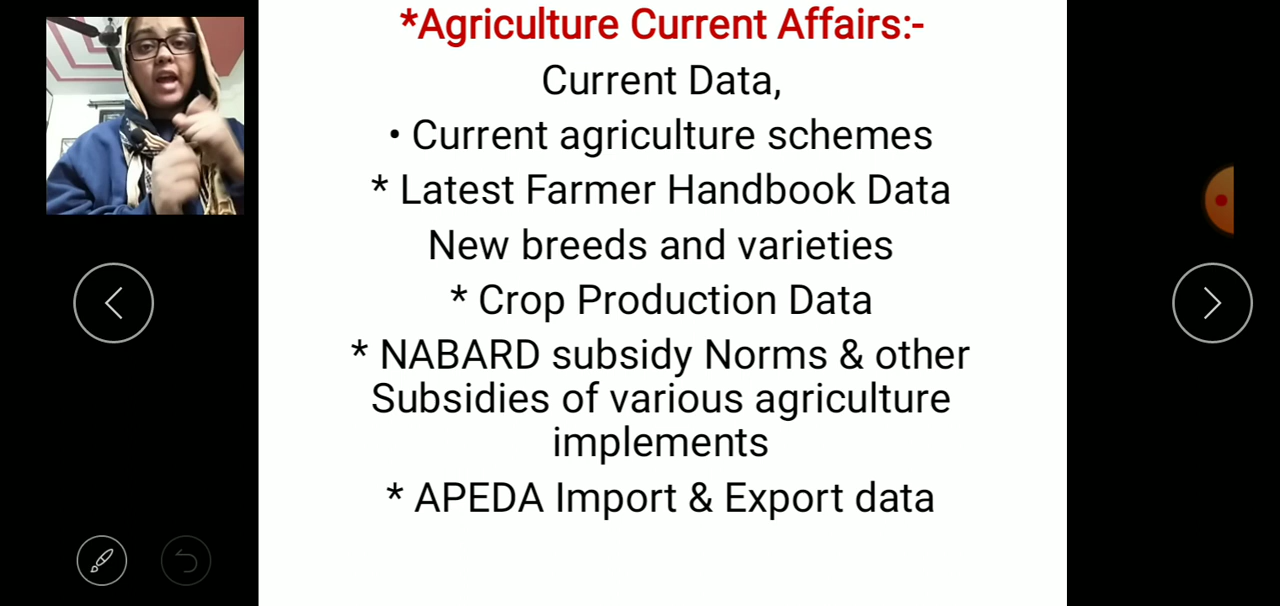 *Agriculture Current Affairs:-
Current Data,
• Current agriculture schemes
* Latest Farmer Handbook Data
New breeds and varieties
* Crop Production Data
* NABARD subsidy Norms & other
Subsidies of various agriculture
implements
* APEDA Import & Export data